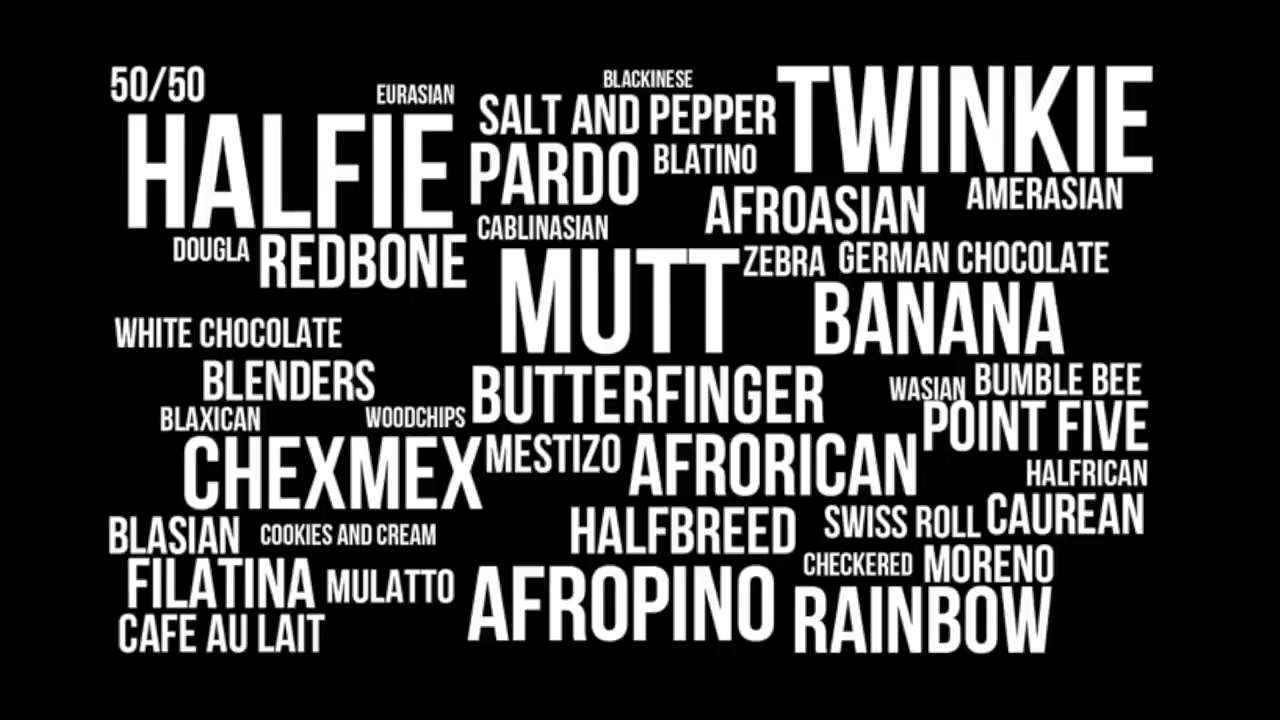 50/50
EURASIAN
BLACKINESE
TWINKIE
SALT AND PEPPER
HALFIE
PARDO
BLATINO
AMERASIAN
AFROASIAN
CABLINASIAN
DOUGLA
REDBONE
MUTT
ZEBRA
GERMAN CHOCOLATE
BANANA
WHITE CHOCOLATE
BLENDERS
BUTTERFINGER
WASIAN
BUMBLE BEE
BLAXICAN
WOODCHIPS
POINT FIVE
CHEXMEX
MESTIZO
AFRORICAN
HALFRICAN
BLASIAN
COOKIES AND CREAM
HALFBREED
SWISS ROLL
CAUREAN
CHECKERED
MORENO
FILATINA
MULATTO
AFROPINO
RAINBOW
CAFE AU LAIT